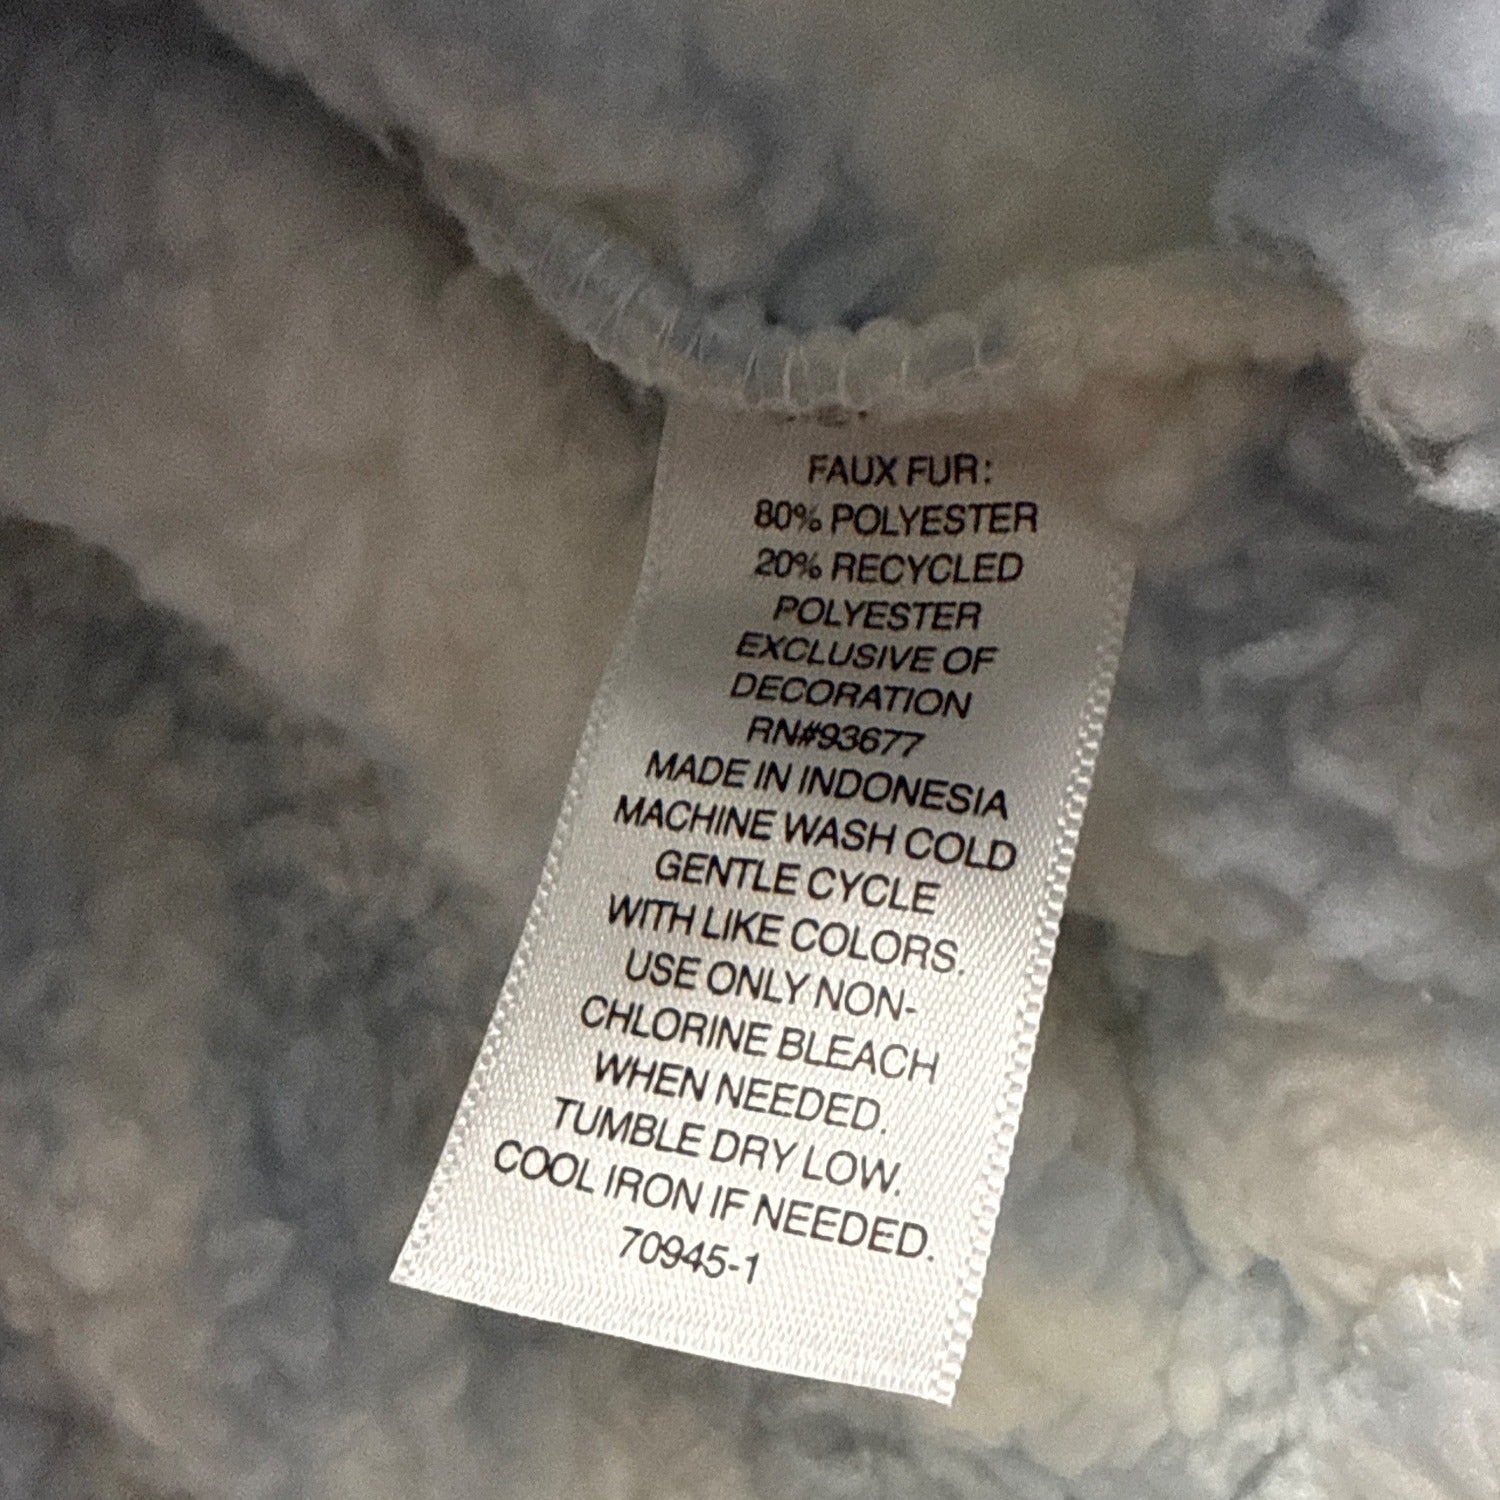 FAUX FUR:
80% POLYESTER
20% RECYCLED
POLYESTER
EXCLUSIVE OF
DECORATION
RN#93677
MADE IN INDONESIA
MACHINE WASH COLD
GENTLE CYCLE
WITH LIKE COLORS.
USE ONLY NON-
CHLORINE BLEACH
WHEN NEEDED.
TUMBLE DRY LOW.
COOL IRON IF NEEDED.
70945-1